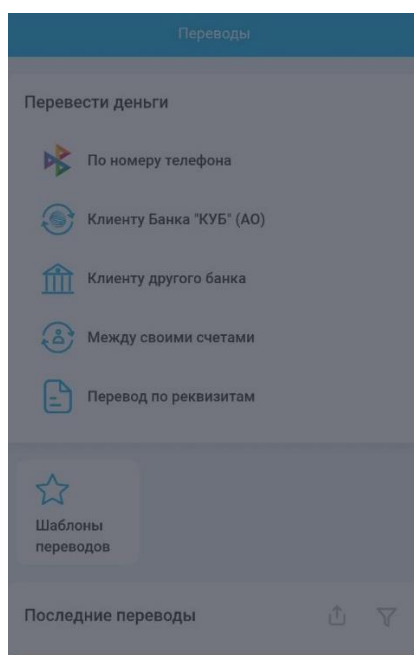 Переводы
Перевести деньги
По номеру телефона
Клиенту Банка "КУБ" (АО)
Клиенту другого банка
Между своими счетами
Перевод по реквизитам
Шаблоны
переводов
Последние переводы